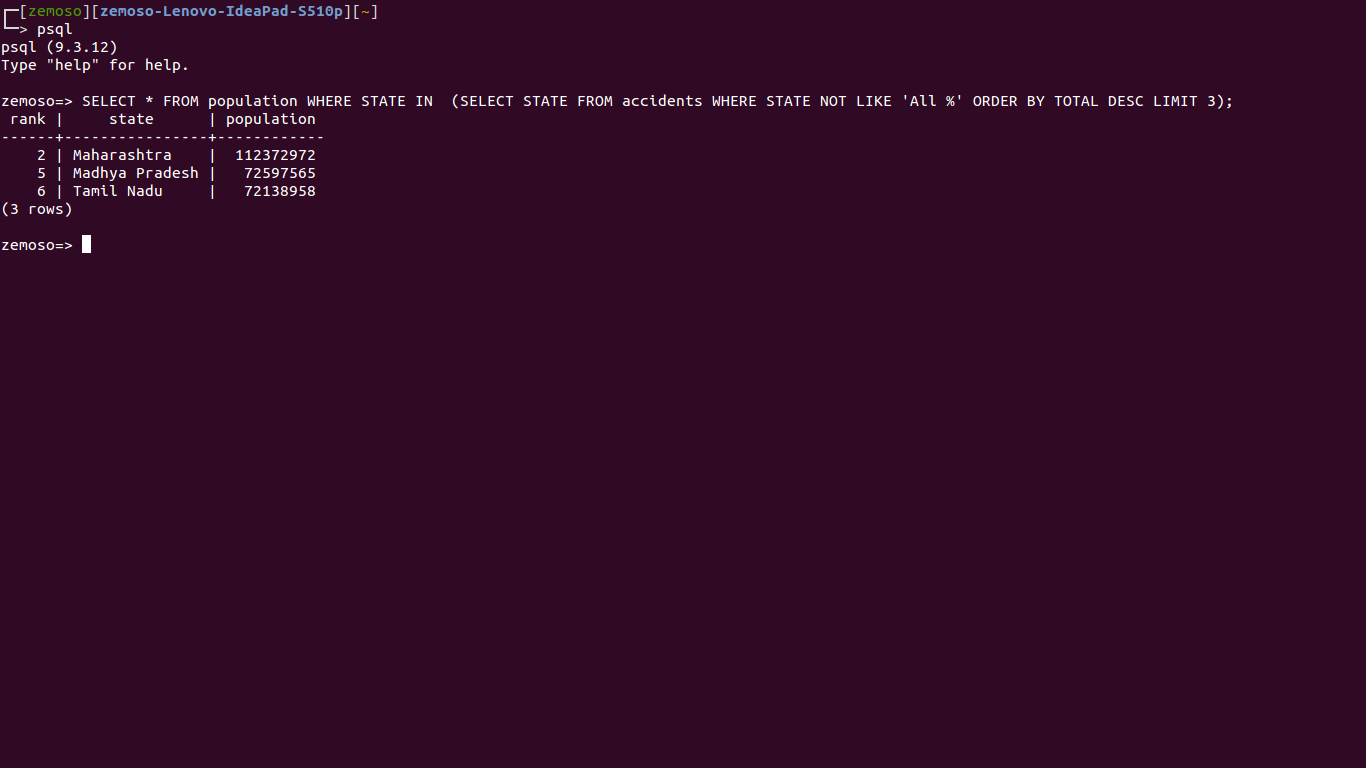 ┌─[zemoso][zemoso-Lenovo-IdeaPad-S510p][~]
└─> psql
psql (9.3.12)
Type "help" for help.
zemoso=> SELECT * FROM population WHERE STATE IN  (SELECT STATE FROM accidents WHERE STATE NOT LIKE 'All %' ORDER BY TOTAL DESC LIMIT 3);
 rank |     state      | population
------+----------------+------------
    2 | Maharashtra    |  112372972
    5 | Madhya Pradesh |   72597565
    6 | Tamil Nadu     |   72138958
(3 rows)
zemoso=>